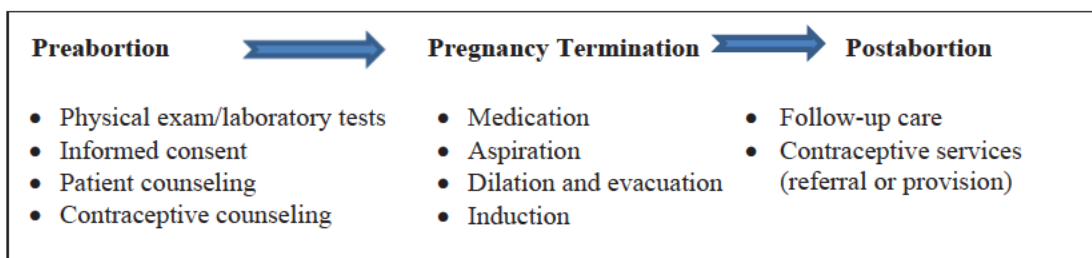 Preabortion
Pregnancy Termination
Postabortion
• Physical exam/laboratory tests
• Informed consent
• Patient counseling
• Contraceptive counseling
• Medication
• Aspiration
• Dilation and evacuation
• Induction
• Follow-up care
• Contraceptive services
(referral or provision)